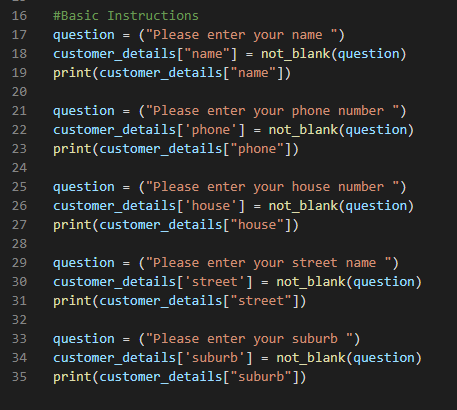 16 #Basic Instructions
17 question = ("Please enter your name ")
18 customer_details["name"] = not_blank(question)
19 print(customer_details["name"])
20
21 question = ("Please enter your phone number ")
22 customer_details['phone'] = not_blank(question)
23 print(customer_details["phone"])
24
25 question = ("Please enter your house number ")
26 customer_details['house'] = not_blank(question)
27 print(customer_details["house"])
28
29 question = ("Please enter your street name ")
30 customer_details['street'] = not_blank(question)
31 print(customer_details["street"])
32
33 question = ("Please enter your suburb ")
34 customer_details['suburb'] = not_blank(question)
35 print(customer_details["suburb"])